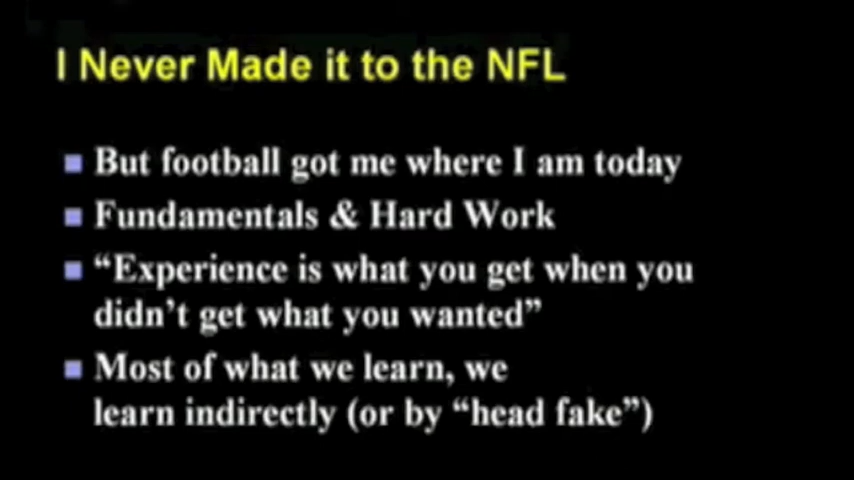 I Never Made it to the NFL
But football got me where I am today
Fundamentals & Hard Work
“Experience is what you get when you
didn’t get what you wanted”
Most of what we learn, we
learn indirectly (or by “head fake”)